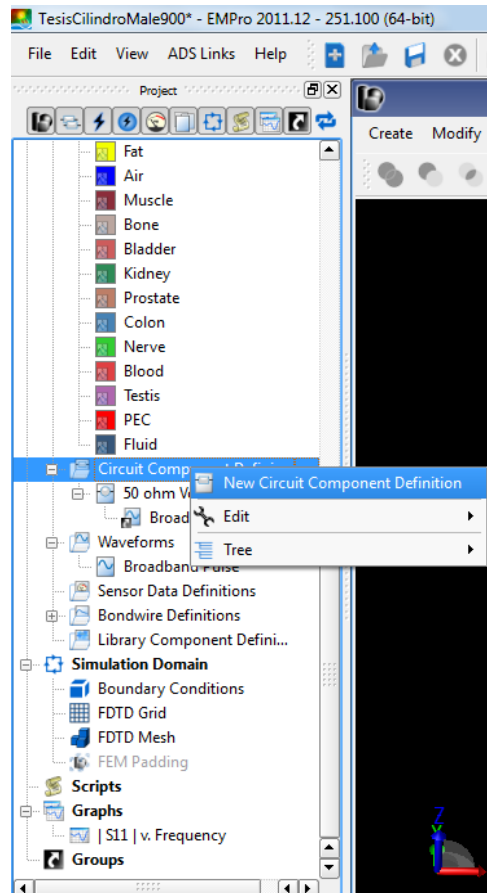 TesisCilindroMale900* - EMPro 2011.12 - 251.100 (64-bit)
File Edit View ADS Links Help
Project
Create Modify
Fat
Air
Muscle
Bone
Bladder
Kidney
Prostate
Colon
Nerve
Blood
Testis
PEC
Fluid
Circuit Comp
New Circuit Component Definition
50 ohm
Edit
Broad
Waveforms
Tree
Broadband Pulse
Sensor Data Definitions
Bondwire Definitions
Library Component Defini...
Simulation Domain
Boundary Conditions
FDTD Grid
FDTD Mesh
FEM Padding
Scripts
Graphs
| S11 | v. Frequency
Groups
Z